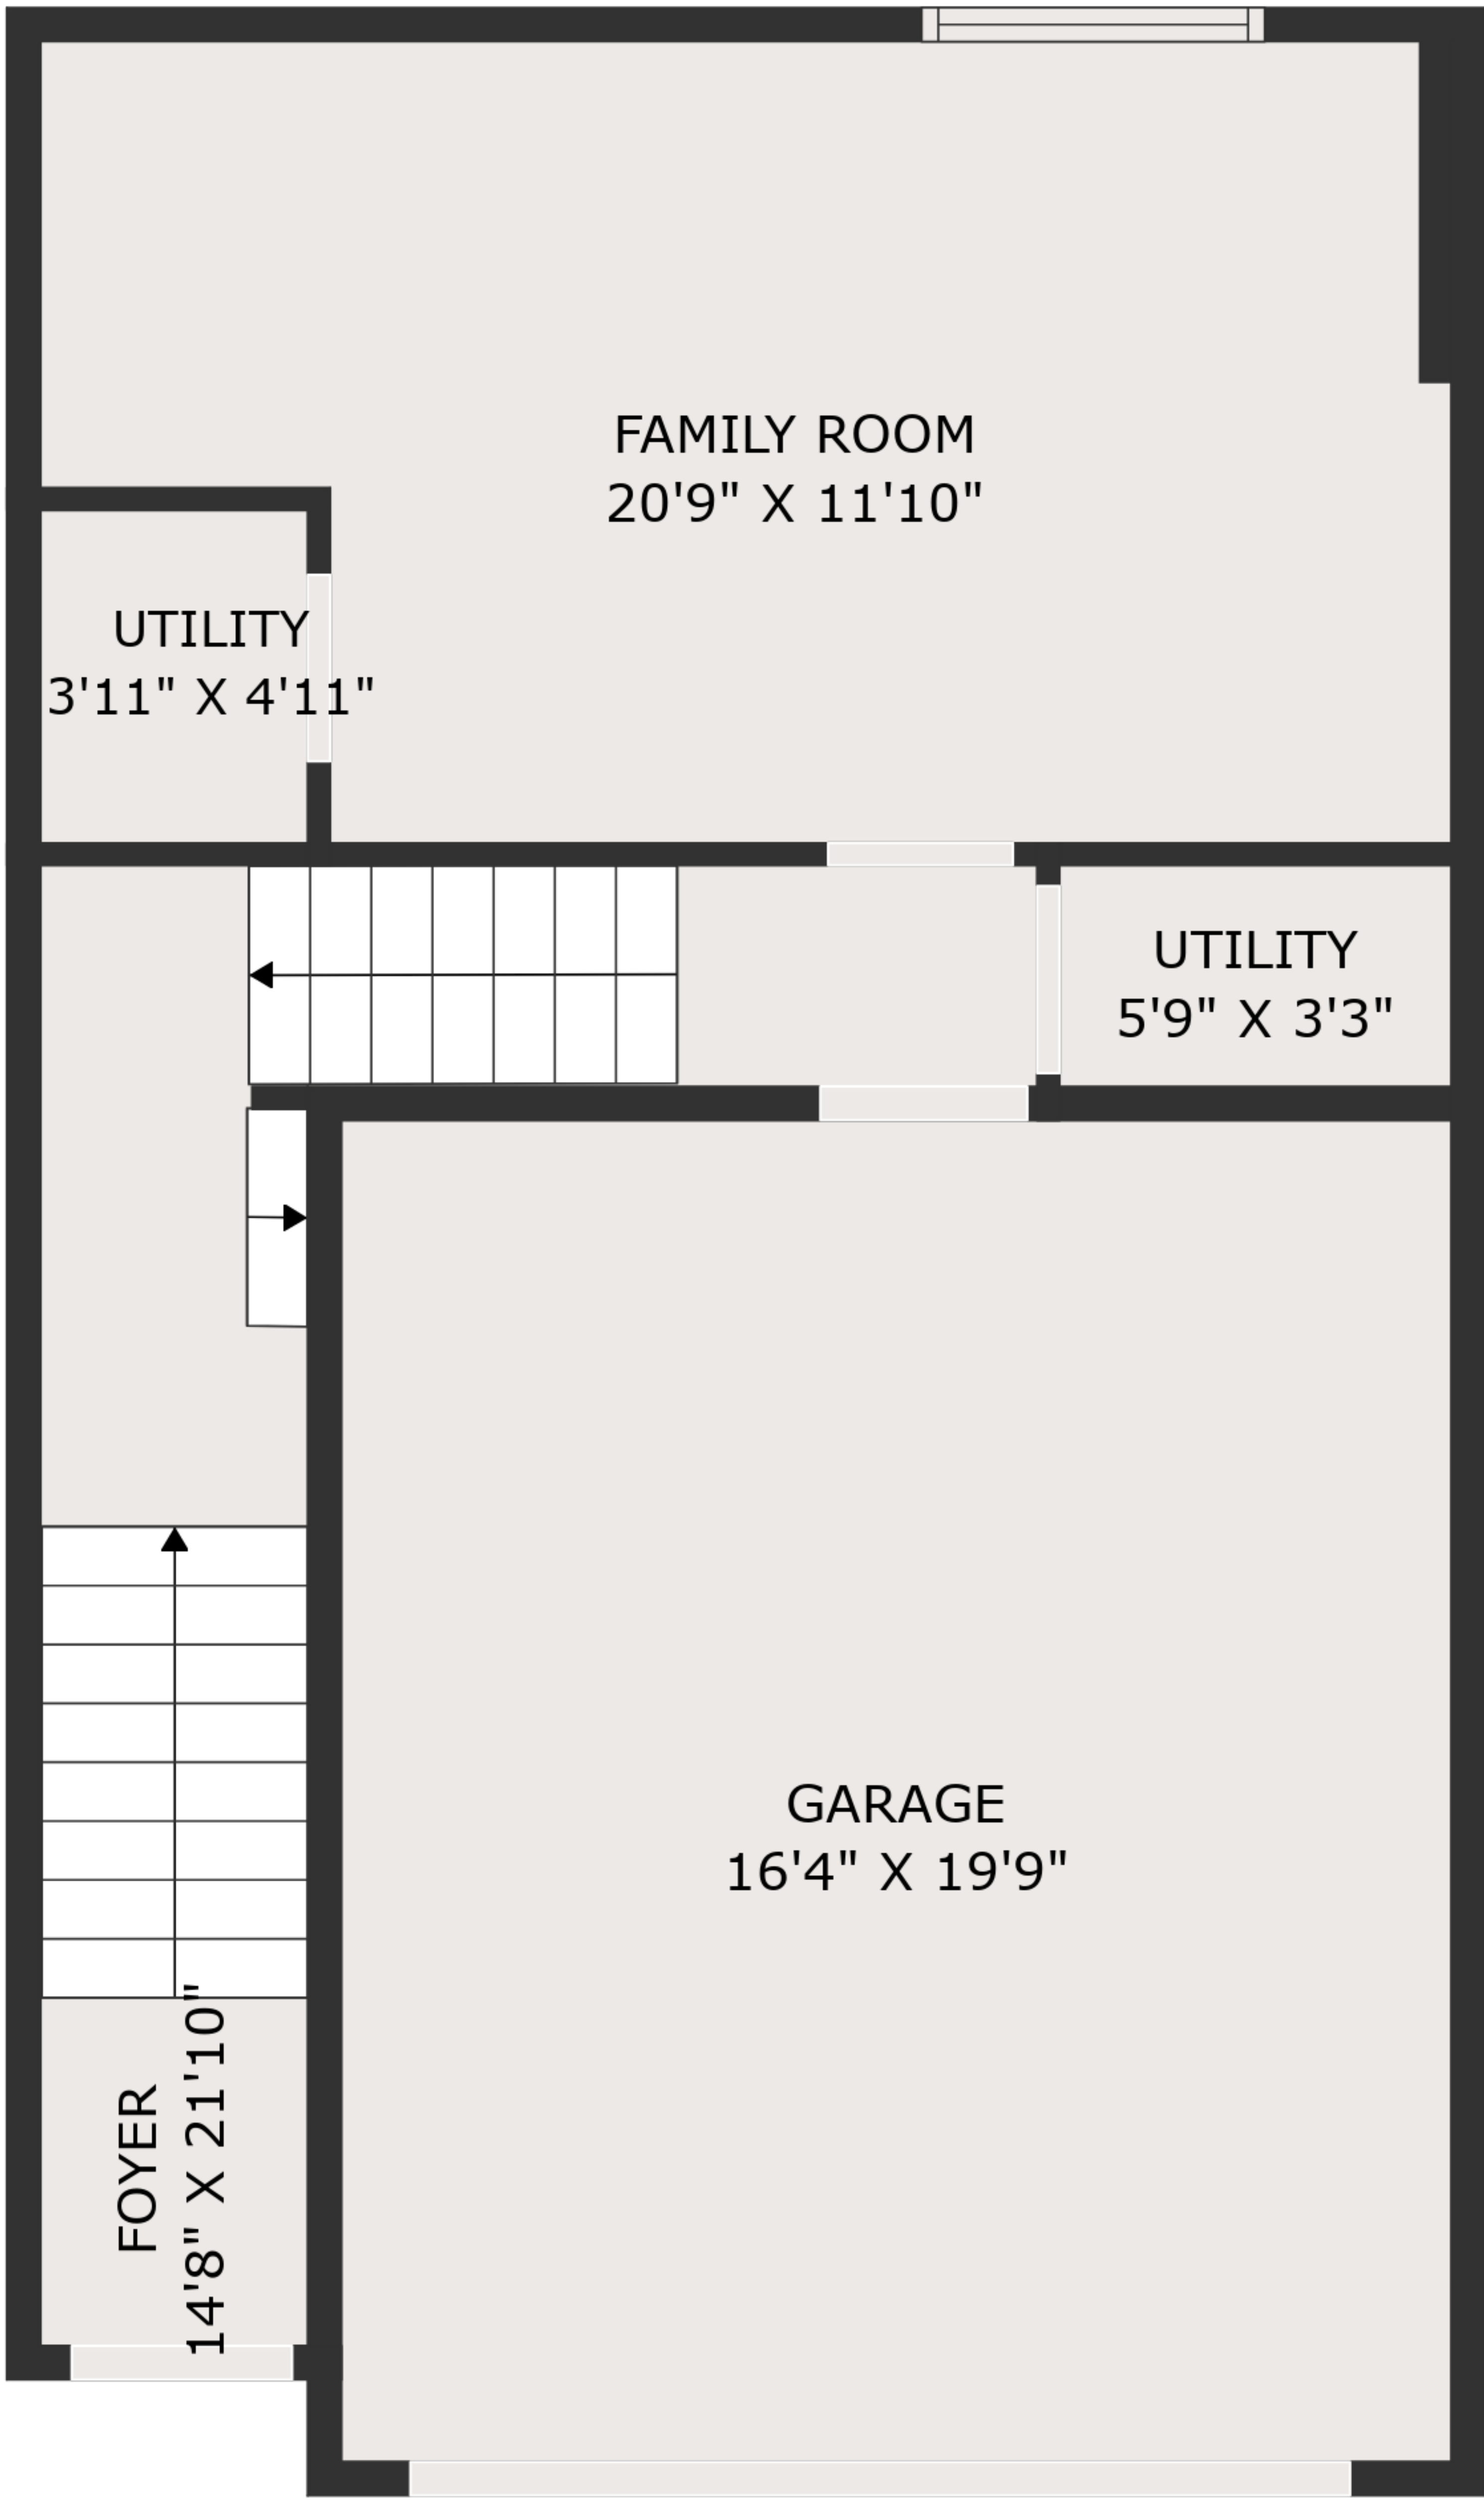 FAMILY ROOM
20'9" X 11'10"
UTILITY
3'11" X 4'11"
UTILITY
5'9" X 3'3"
GARAGE
16'4" X 19'9"
FOYER
14'8" X 21'10"